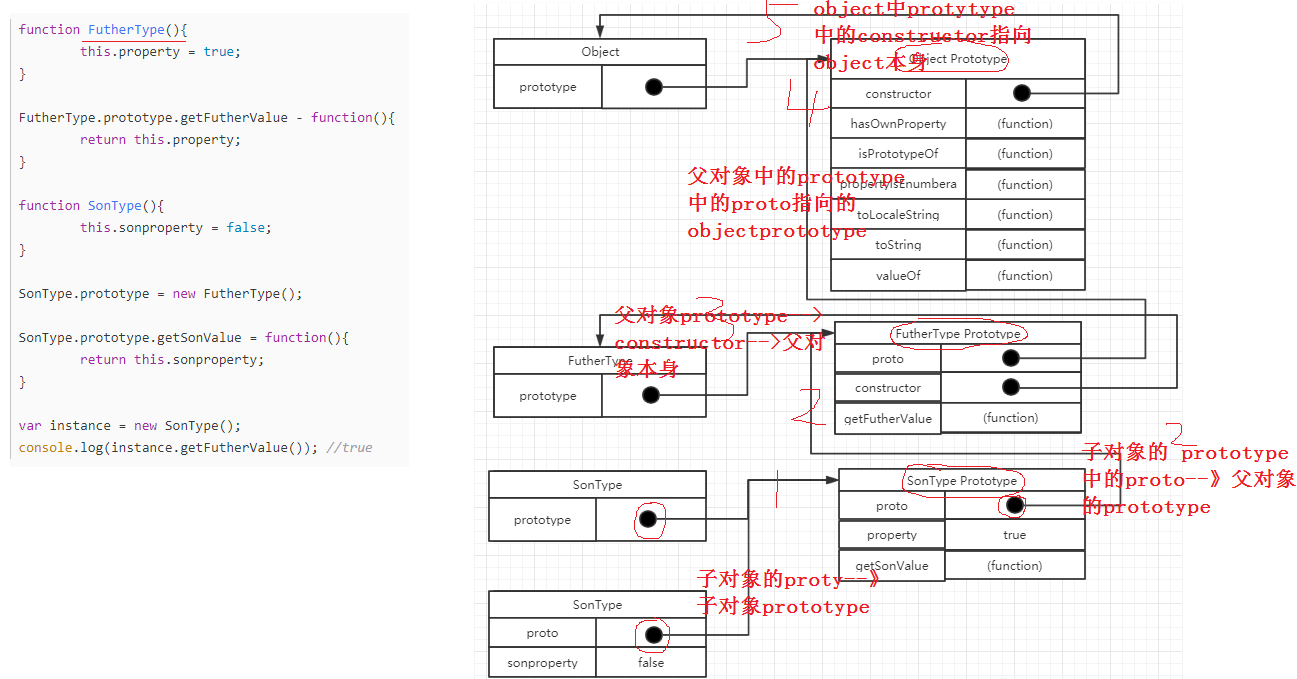 function FutherType(){
this.property = true;
}
FutherType.prototype.getFutherValue - function(){
return this.property;
}
function SonType(){
this.sonproperty = false;
}
SonType.prototype = new FutherType();
SonType.prototype.getSonValue = function(){
return this.sonproperty;
}
var instance = new SonType();
console.log(instance.getFutherValue()); //true
5
object中protytype
中的constructor指向
object本身
Object
prototype
Object Prototype
constructor
hasOwnProperty
(function)
isPrototypeOf
(function)
propertyIsEnumbera
(function)
toLocaleString
(function)
toString
(function)
valueOf
(function)
4
父对象中的prototype
中的proto指向的
objectprototype
3
父对象prototype-->
constructor-->父对
象本身
FutherType
prototype
FutherType Prototype
proto
constructor
getFutherValue
(function)
2
2
子对象的 prototype
中的proto--》父对象
的prototype
SonType
prototype
1
SonType Prototype
proto
property
true
getSonValue
(function)
子对象的proty--》
子对象prototype
SonType
proto
sonproperty
false